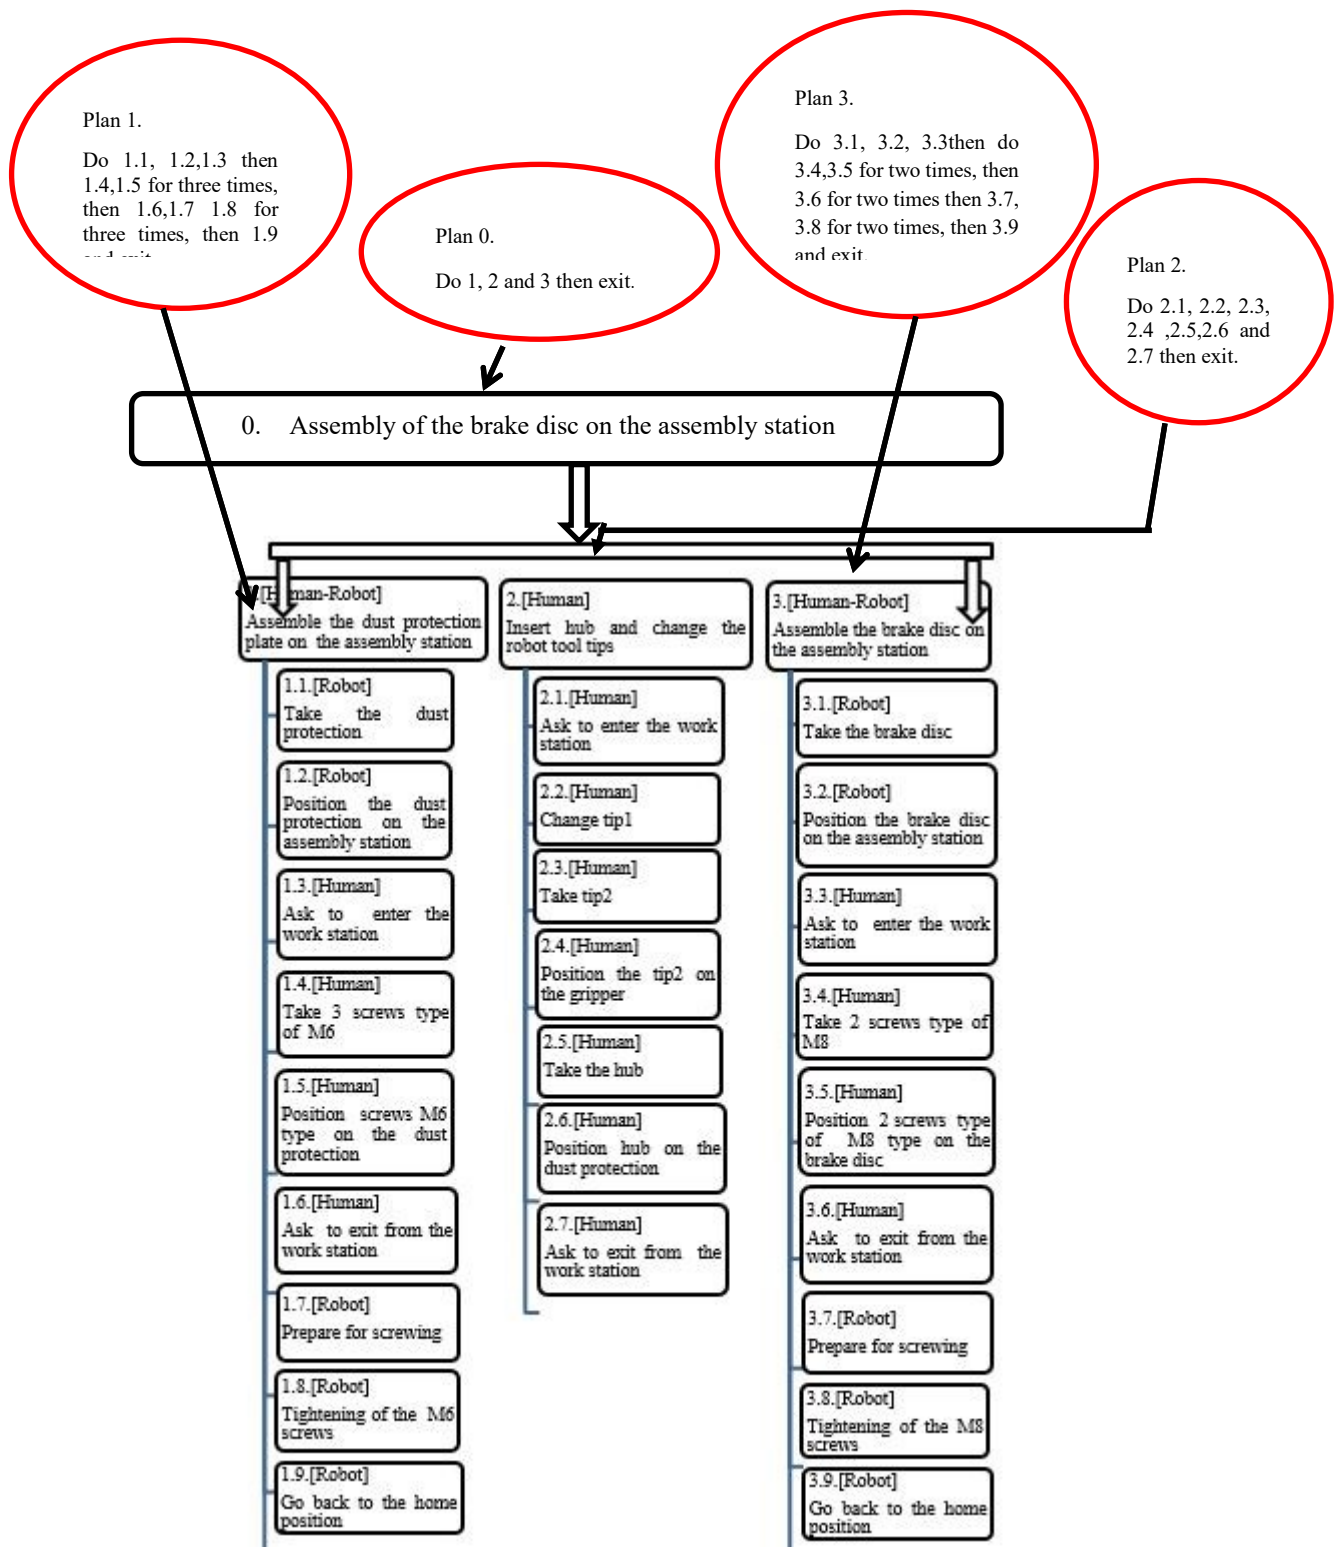 Plan 1.
Do 1.1, 1.2,1.3 then
1.4,1.5 for three times,
then 1.6,1.7 1.8 for
three times, then 1.9
and exit.
Plan 0.
Do 1, 2 and 3 then exit.
Plan 3.
Do 3.1, 3.2, 3.3then do
3.4,3.5 for two times, then
3.6 for two times then 3.7,
3.8 for two times, then 3.9
and exit.
Plan 2.
Do 2.1, 2.2, 2.3,
2.4 ,2.5,2.6 and
2.7 then exit.
0. Assembly of the brake disc on the assembly station
[Human-Robot]
Assemble the dust protection
plate on the assembly station
1.1.[Robot]
Take the dust
protection
1.2.[Robot]
Position the dust
protection on the
assembly station
1.3.[Human]
Ask to enter the
work station
1.4.[Human]
Take 3 screws type
of M6
1.5.[Human]
Position screws M6
type on the dust
protection
1.6.[Human]
Ask to exit from the
work station
1.7.[Robot]
Prepare for screwing
1.8.[Robot]
Tightening of the M6
screws
1.9.[Robot]
Go back to the home
position
2.[Human]
Insert hub and change the
robot tool tips
2.1.[Human]
Ask to enter the work
station
2.2.[Human]
Change tip1
2.3.[Human]
Take tip2
2.4.[Human]
Position the tip2 on
the gripper
2.5.[Human]
Take the hub
2.6.[Human]
Position hub on the
dust protection
2.7.[Human]
Ask to exit from the
work station
3.[Human-Robot]
Assemble the brake disc on
the assembly station
3.1.[Robot]
Take the brake disc
3.2.[Robot]
Position the brake disc
on the assembly station
3.3.[Human]
Ask to enter the work
station
3.4.[Human]
Take 2 screws type of
M8
3.5.[Human]
Position 2 screws type
of M8 type on the
brake disc
3.6.[Human]
Ask to exit from the
work station
3.7.[Robot]
Prepare for screwing
3.8.[Robot]
Tightening of the M8
screws
3.9.[Robot]
Go back to the home
position